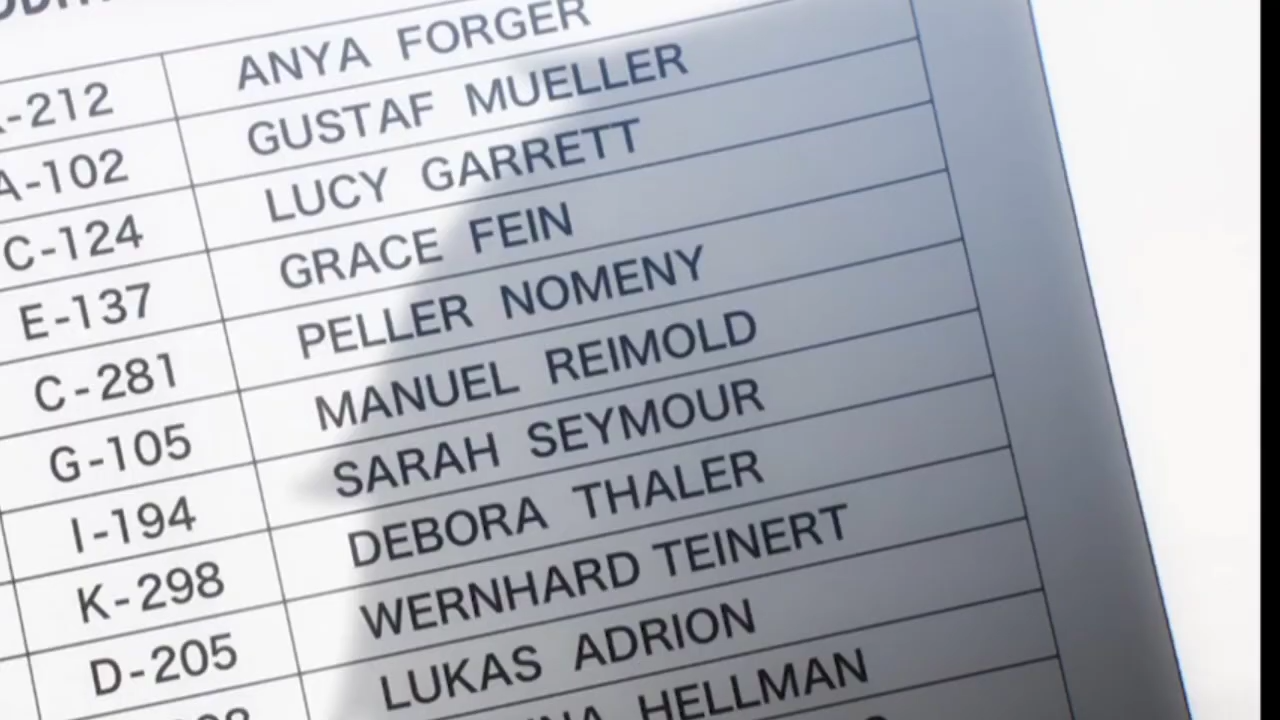 -212 ANYA FORGER
A-102 GUSTAF MUELLER
C-124 LUCY GARRETT
E-137 GRACE FEIN
C-281 PELLER NOMENY
G-105 MANUEL REIMOLD
I-194 SARAH SEYMOUR
K-298 DEBORA THALER
D-205 WERNHARD TEINERT
LUKAS ADRION
HELLMAN